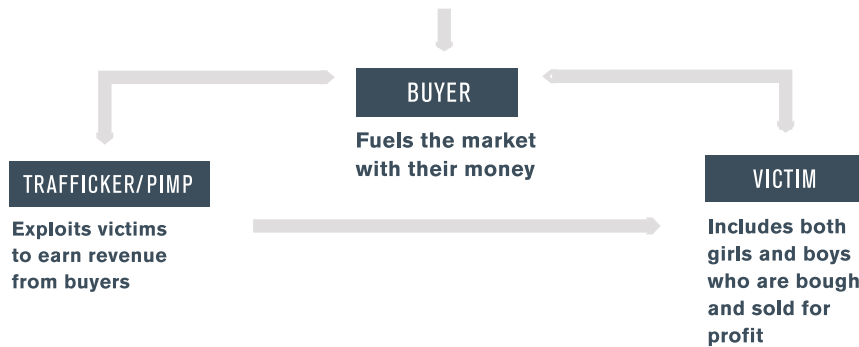 BUYER
Fuels the market
with their money
TRAFFICKER/PIMP
Exploits victims
to earn revenue
from buyers
VICTIM
Includes both
girls and boys
who are bough
and sold for
profit